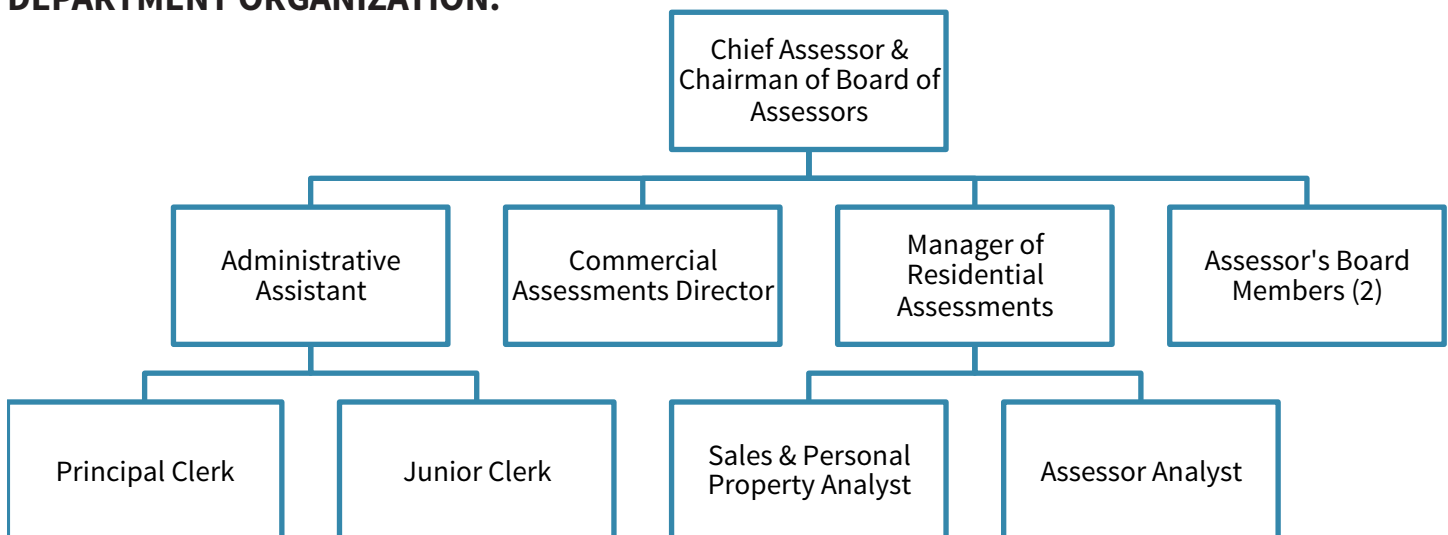 DEPARTMENT ORGANIZATION:
Chief Assessor &
Chairman of Board of
Assessors
Administrative
Assistant
Commercial
Assessments Director
Manager of
Residential
Assessments
Assessor's Board
Members (2)
Principal Clerk
Junior Clerk
Sales & Personal
Property Analyst
Assessor Analyst